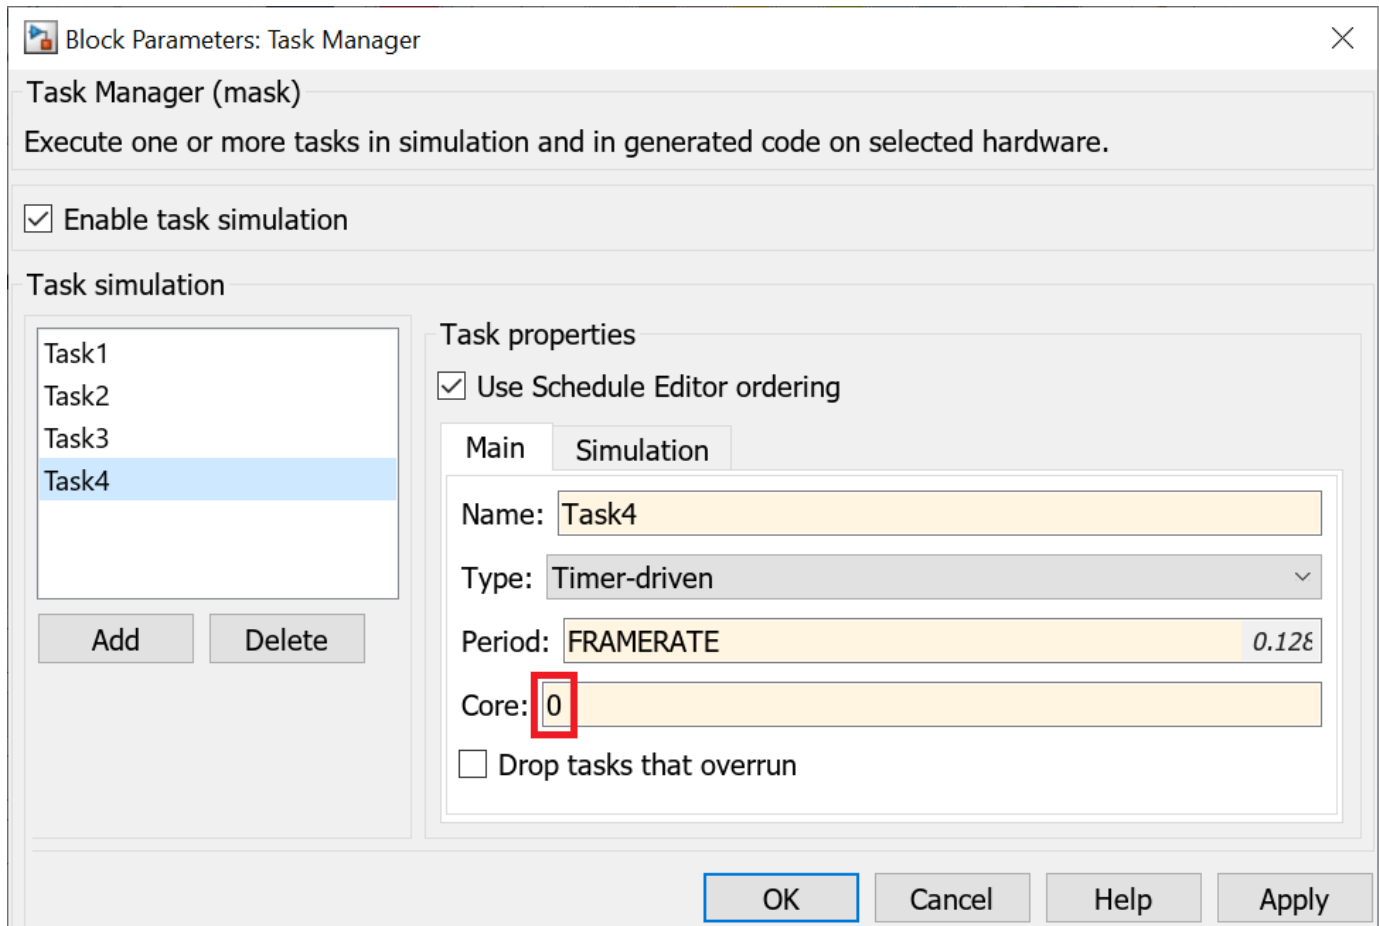 Block Parameters: Task Manager
Task Manager (mask)
Execute one or more tasks in simulation and in generated code on selected hardware.
Enable task simulation
Task simulation
Task1
Task2
Task3
Task4
Add
Delete
Task properties
Use Schedule Editor ordering
Main
Simulation
Name: Task4
Type: Timer-driven
Period: FRAMERATE 0.128
Core: 0
Drop tasks that overrun
OK
Cancel
Help
Apply